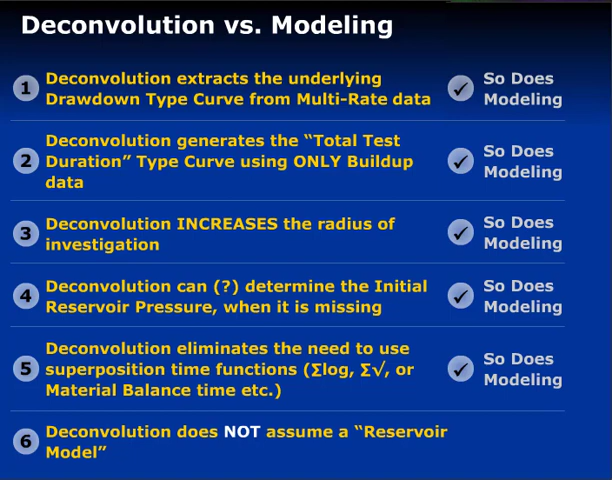 Deconvolution vs. Modeling
1
Deconvolution extracts the underlying
Drawdown Type Curve from Multi-Rate data
✓
So Does
Modeling
2
Deconvolution generates the “Total Test
Duration” Type Curve using ONLY Buildup
data
✓
So Does
Modeling
3
Deconvolution INCREASES the radius of
investigation
✓
So Does
Modeling
4
Deconvolution can (?) determine the Initial
Reservoir Pressure, when it is missing
✓
So Does
Modeling
5
Deconvolution eliminates the need to use
superposition time functions (Σlog, Σ√, or
Material Balance time etc.)
✓
So Does
Modeling
6
Deconvolution does NOT assume a “Reservoir
Model”